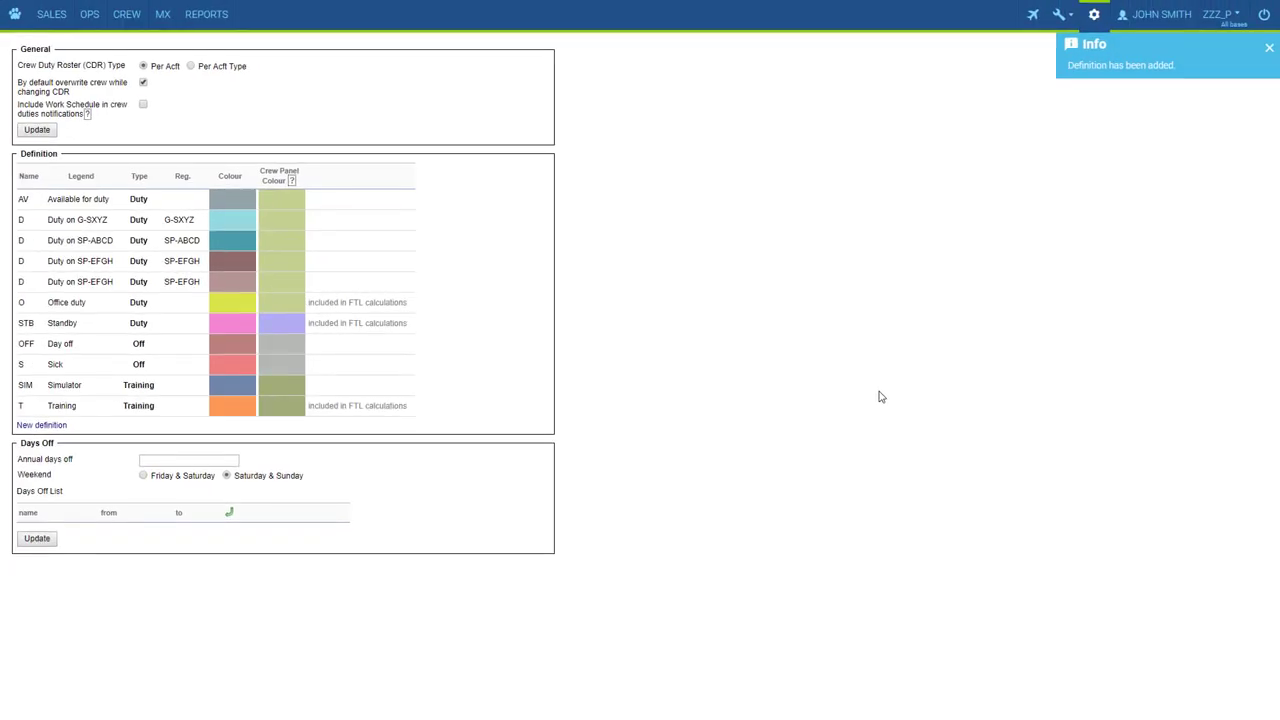 SALES OPS CREW MX REPORTS JOHN SMITH ZZZ_P
All bases
Info
Definition has been added.
General
Crew Duty Roster (CDR) Type Per Acft Per Acft Type
By default overwrite crew while
changing CDR
Include Work Schedule in crew
duties notifications ?
Update
Definition
Name Legend Type Reg. Colour Crew Panel
Colour ?
AV Available for duty Duty
D Duty on G-SXYZ Duty G-SXYZ
D Duty on SP-ABCD Duty SP-ABCD
D Duty on SP-EFGH Duty SP-EFGH
D Duty on SP-EFGH Duty SP-EFGH
O Office duty Duty included in FTL calculations
STB Standby Duty included in FTL calculations
OFF Day off Off
S Sick Off
SIM Simulator Training
T Training Training included in FTL calculations
New definition
Days Off
Annual days off
Weekend Friday & Saturday Saturday & Sunday
Days Off List
name from to
Update